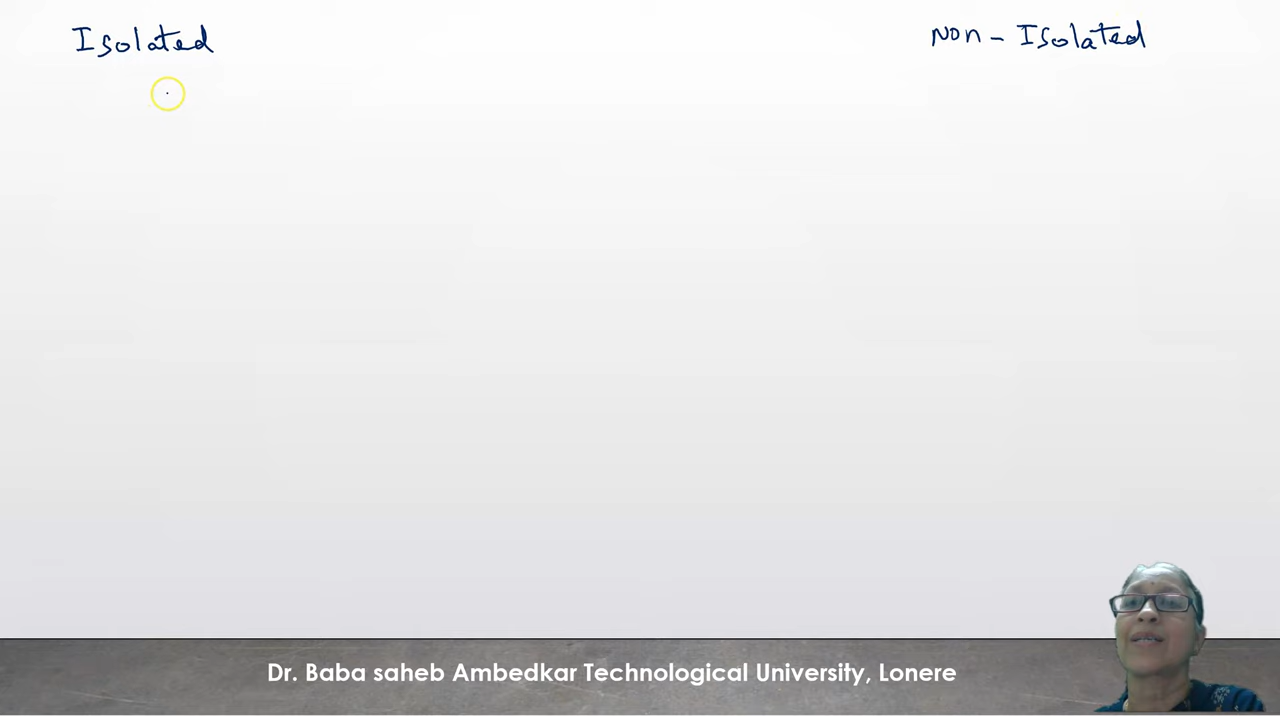 Isolated
Non - Isolated
Dr. Baba saheb Ambedkar Technological University, Lonere